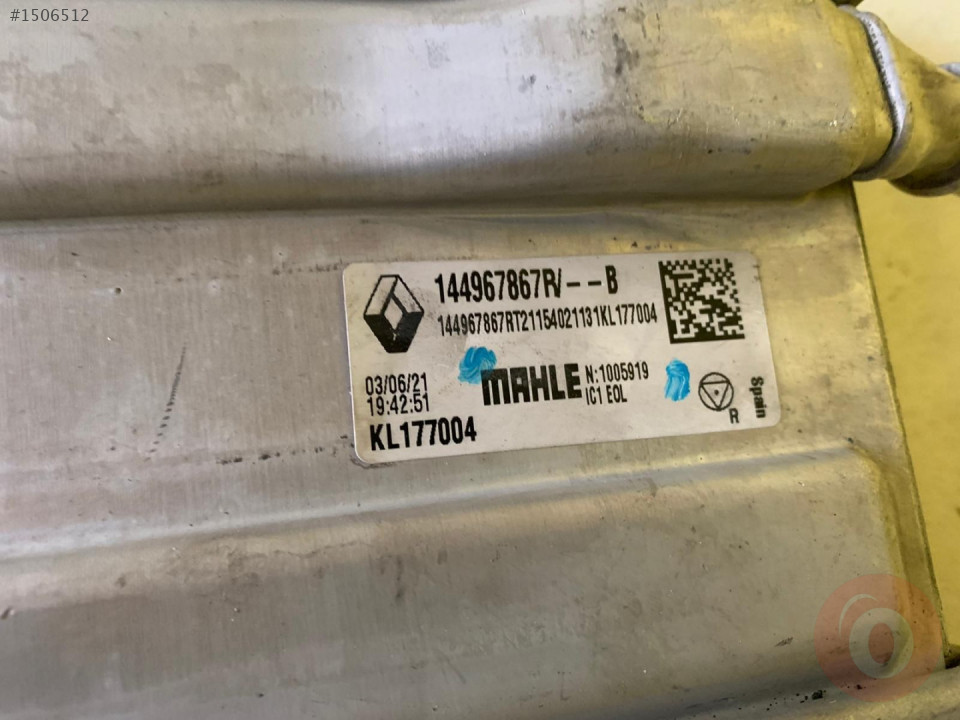 #1506512
144967867R/--B
144967867RT21154021131KL177004
03/06/21
19:42:51
MAHLE
N:1005919
IC1 EOL
R
Spain
KL177004